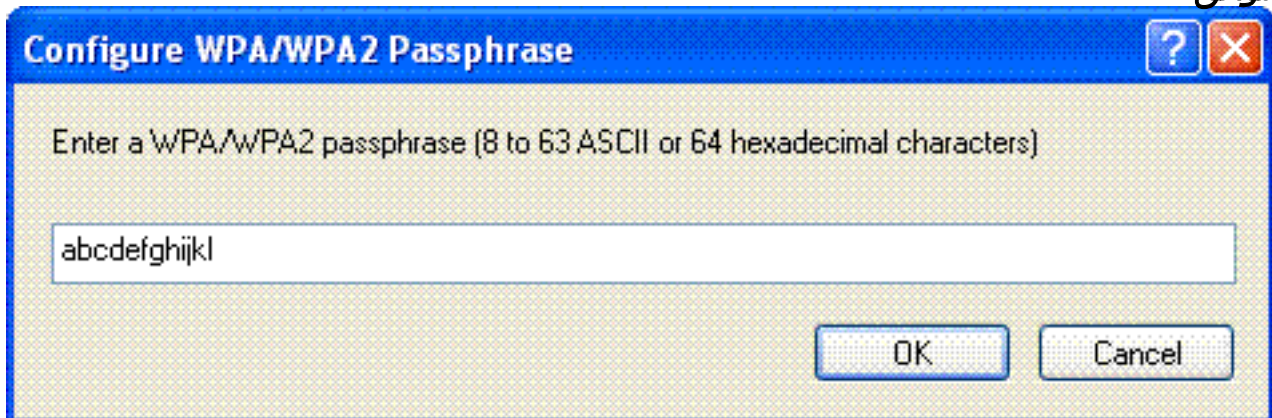 Configure WPA/WPA2 Passphrase
Enter a WPA/WPA2 passphrase (8 to 63 ASCII or 64 hexadecimal characters)
abcdefghijkl
OK
Cancel